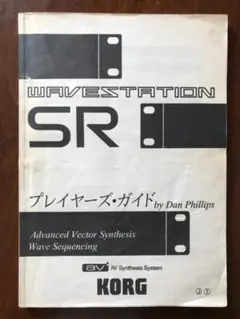 WAVESTATION
SR
プレイヤーズ・ガイド by Dan Phillips
Advanced Vector Synthesis
Wave Sequencing
AV Synthesis System
KORG
J 1